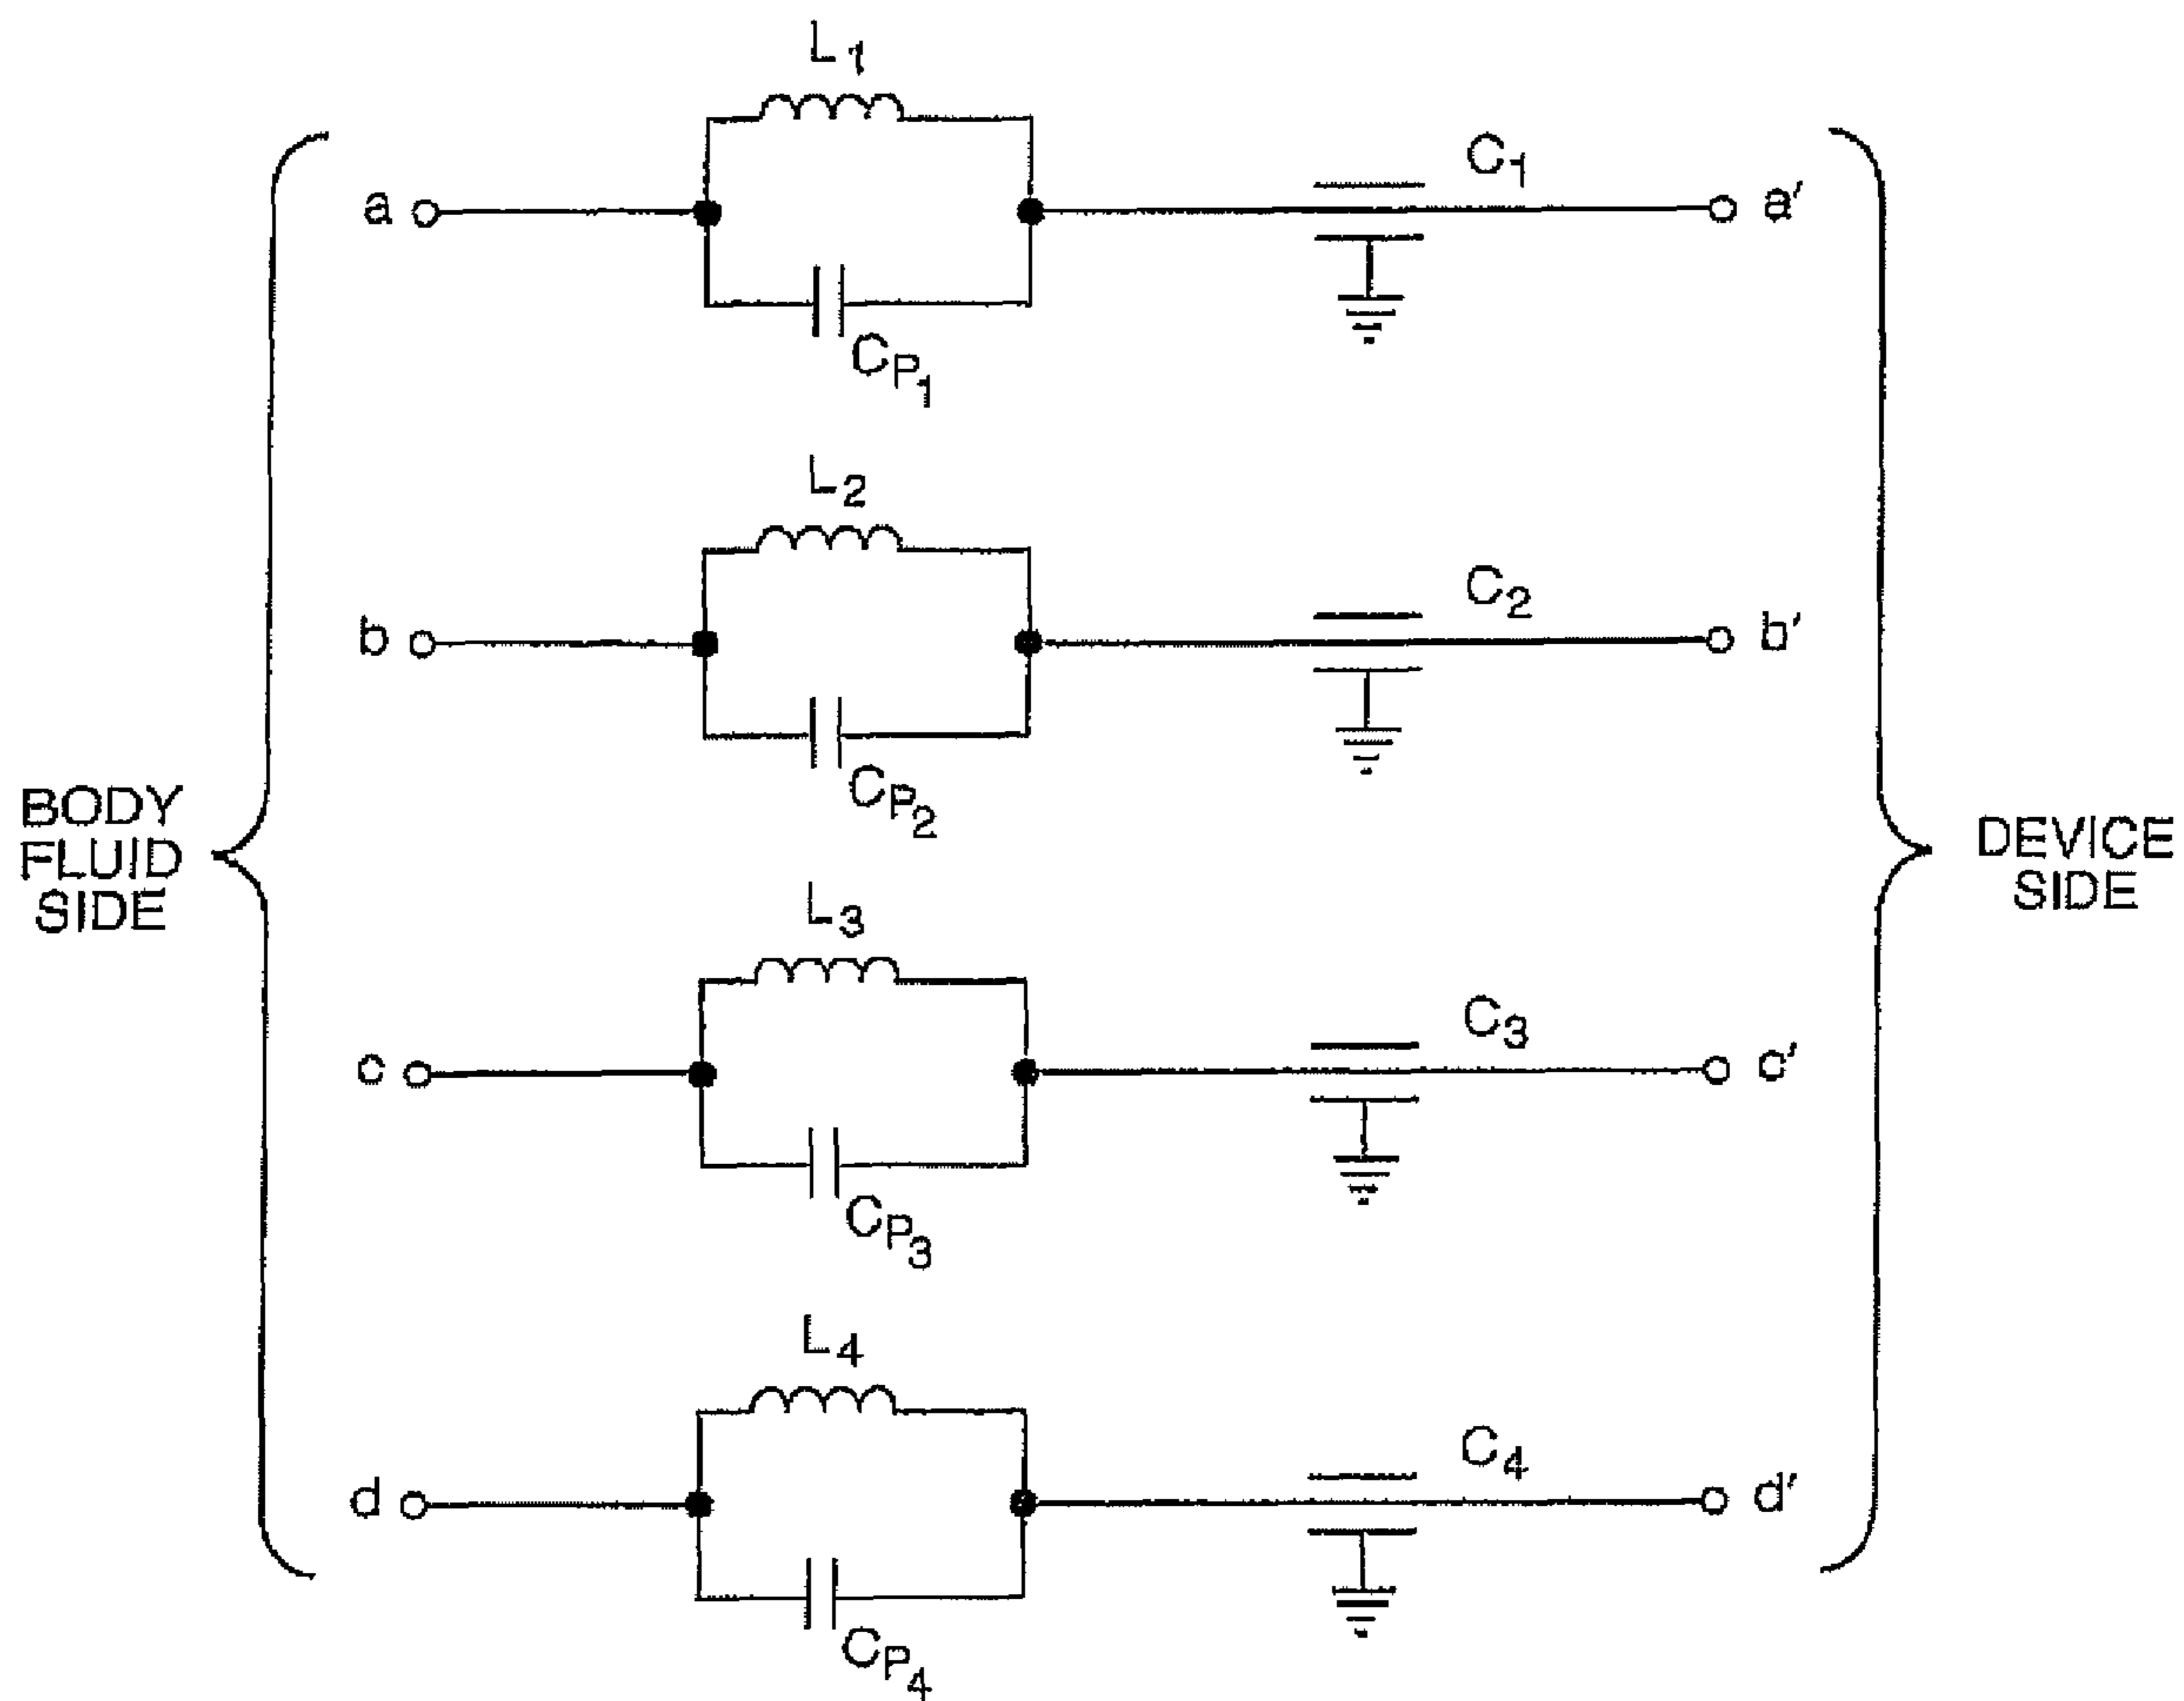 L1
C1
a
a'
CP1
L2
C2
b
b'
CP2
BODY
FLUID
SIDE
DEVICE
SIDE
L3
C3
c
c'
CP3
L4
C4
d
d'
CP4